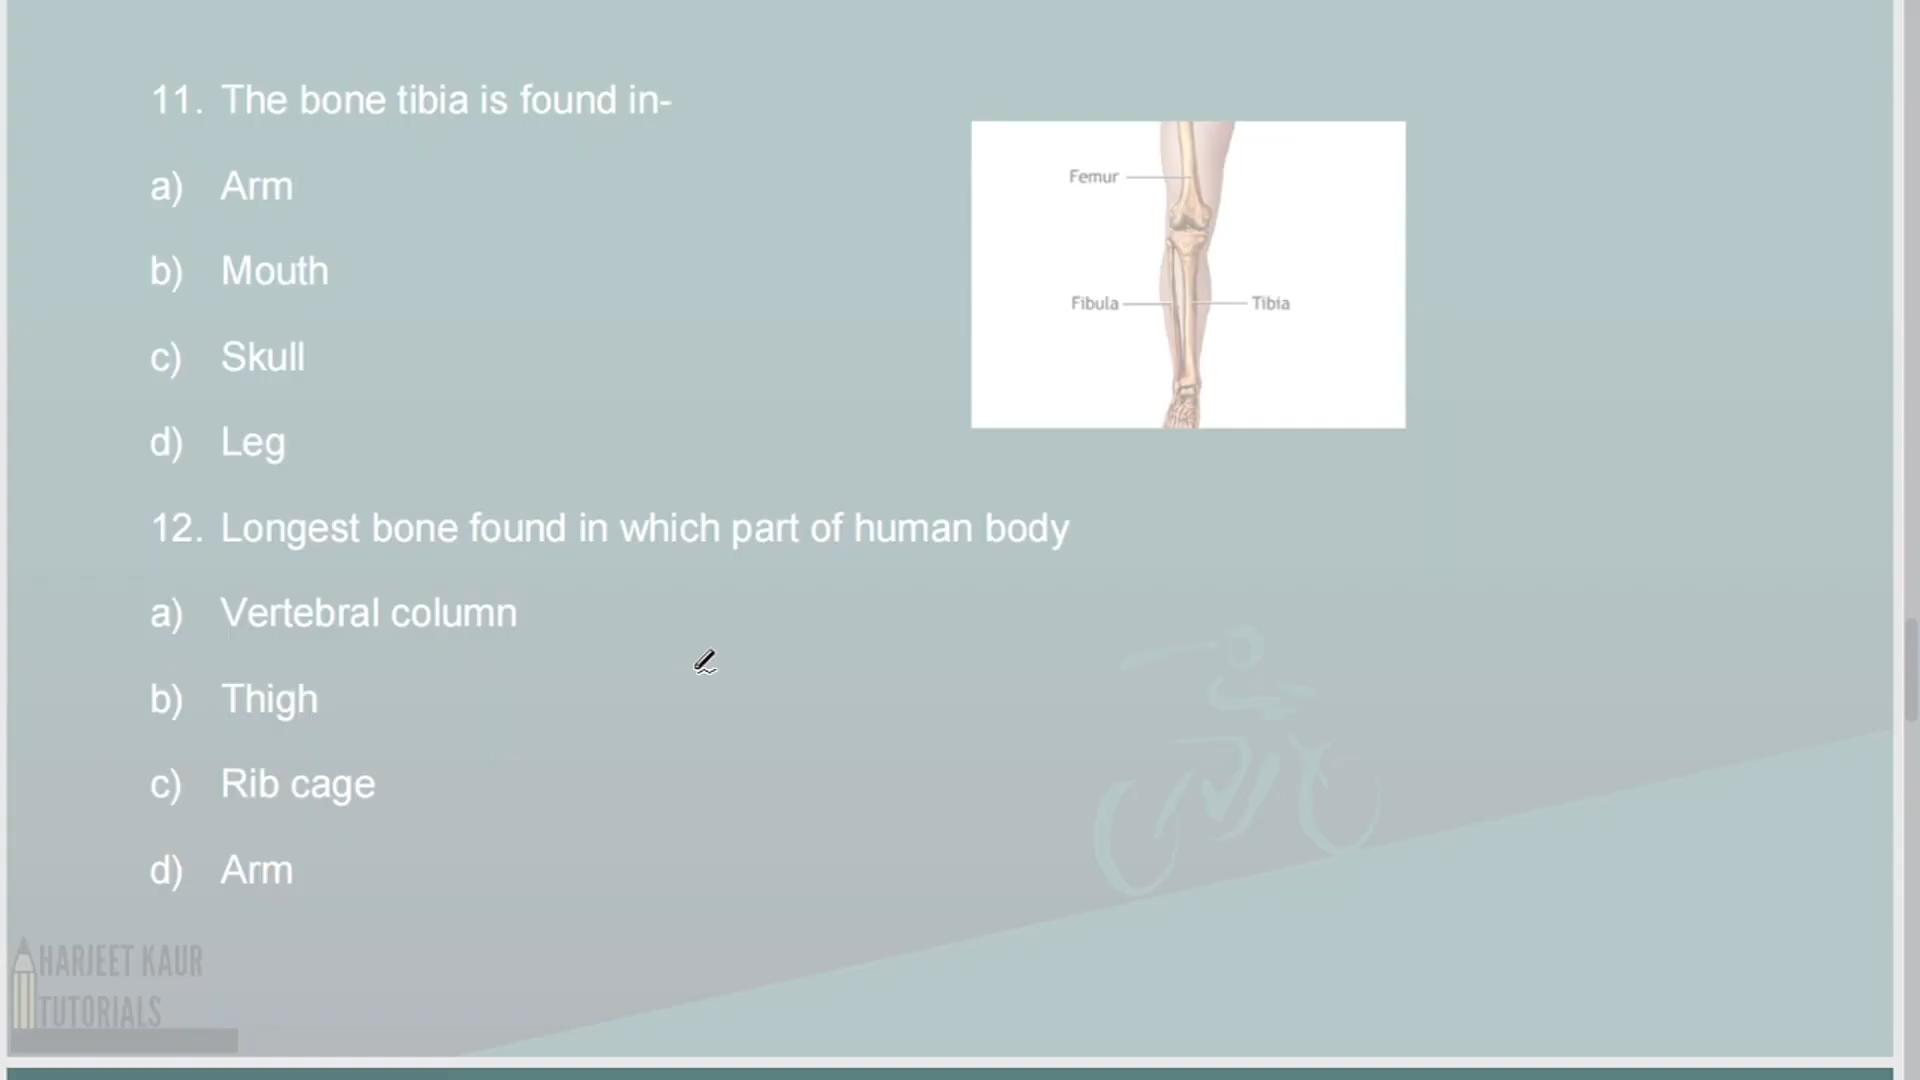 11. The bone tibia is found in-
a) Arm
b) Mouth
c) Skull
d) Leg
Femur
Fibula
Tibia
12. Longest bone found in which part of human body
a) Vertebral column
b) Thigh
c) Rib cage
d) Arm
HARJEET KAUR
TUTORIALS